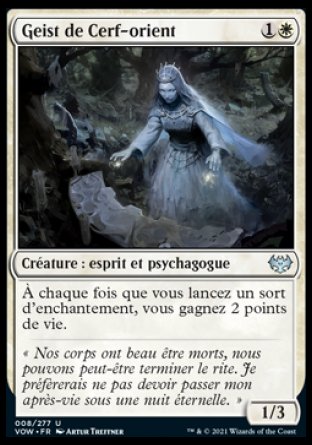 Geist de Cerf-orient
1
Créature : esprit et psychagogue
À chaque fois que vous lancez un sort
d'enchantement, vous gagnez 2 points
de vie.
« Nos corps ont beau être morts, nous
pouvons peut-être terminer le rite. Je
préfèrerais ne pas devoir passer mon
après-vie sous une nuit éternelle. »
1/3
008/277 U
VOW • FR Artur Treffner
™ & © 2021 Wizards of the Coast